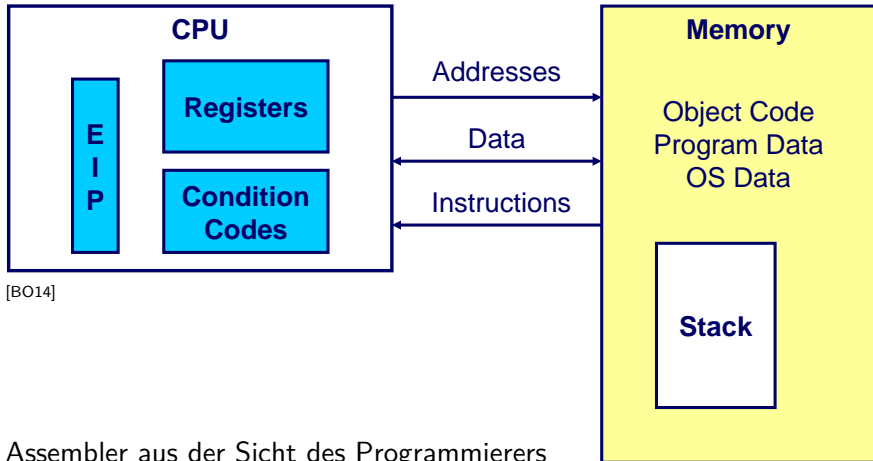 CPU
E
I
P
Registers
Condition
Codes
[BO14]
Addresses
Data
Instructions
Memory
Object Code
Program Data
OS Data
Stack
Assembler aus der Sicht des Programmierers